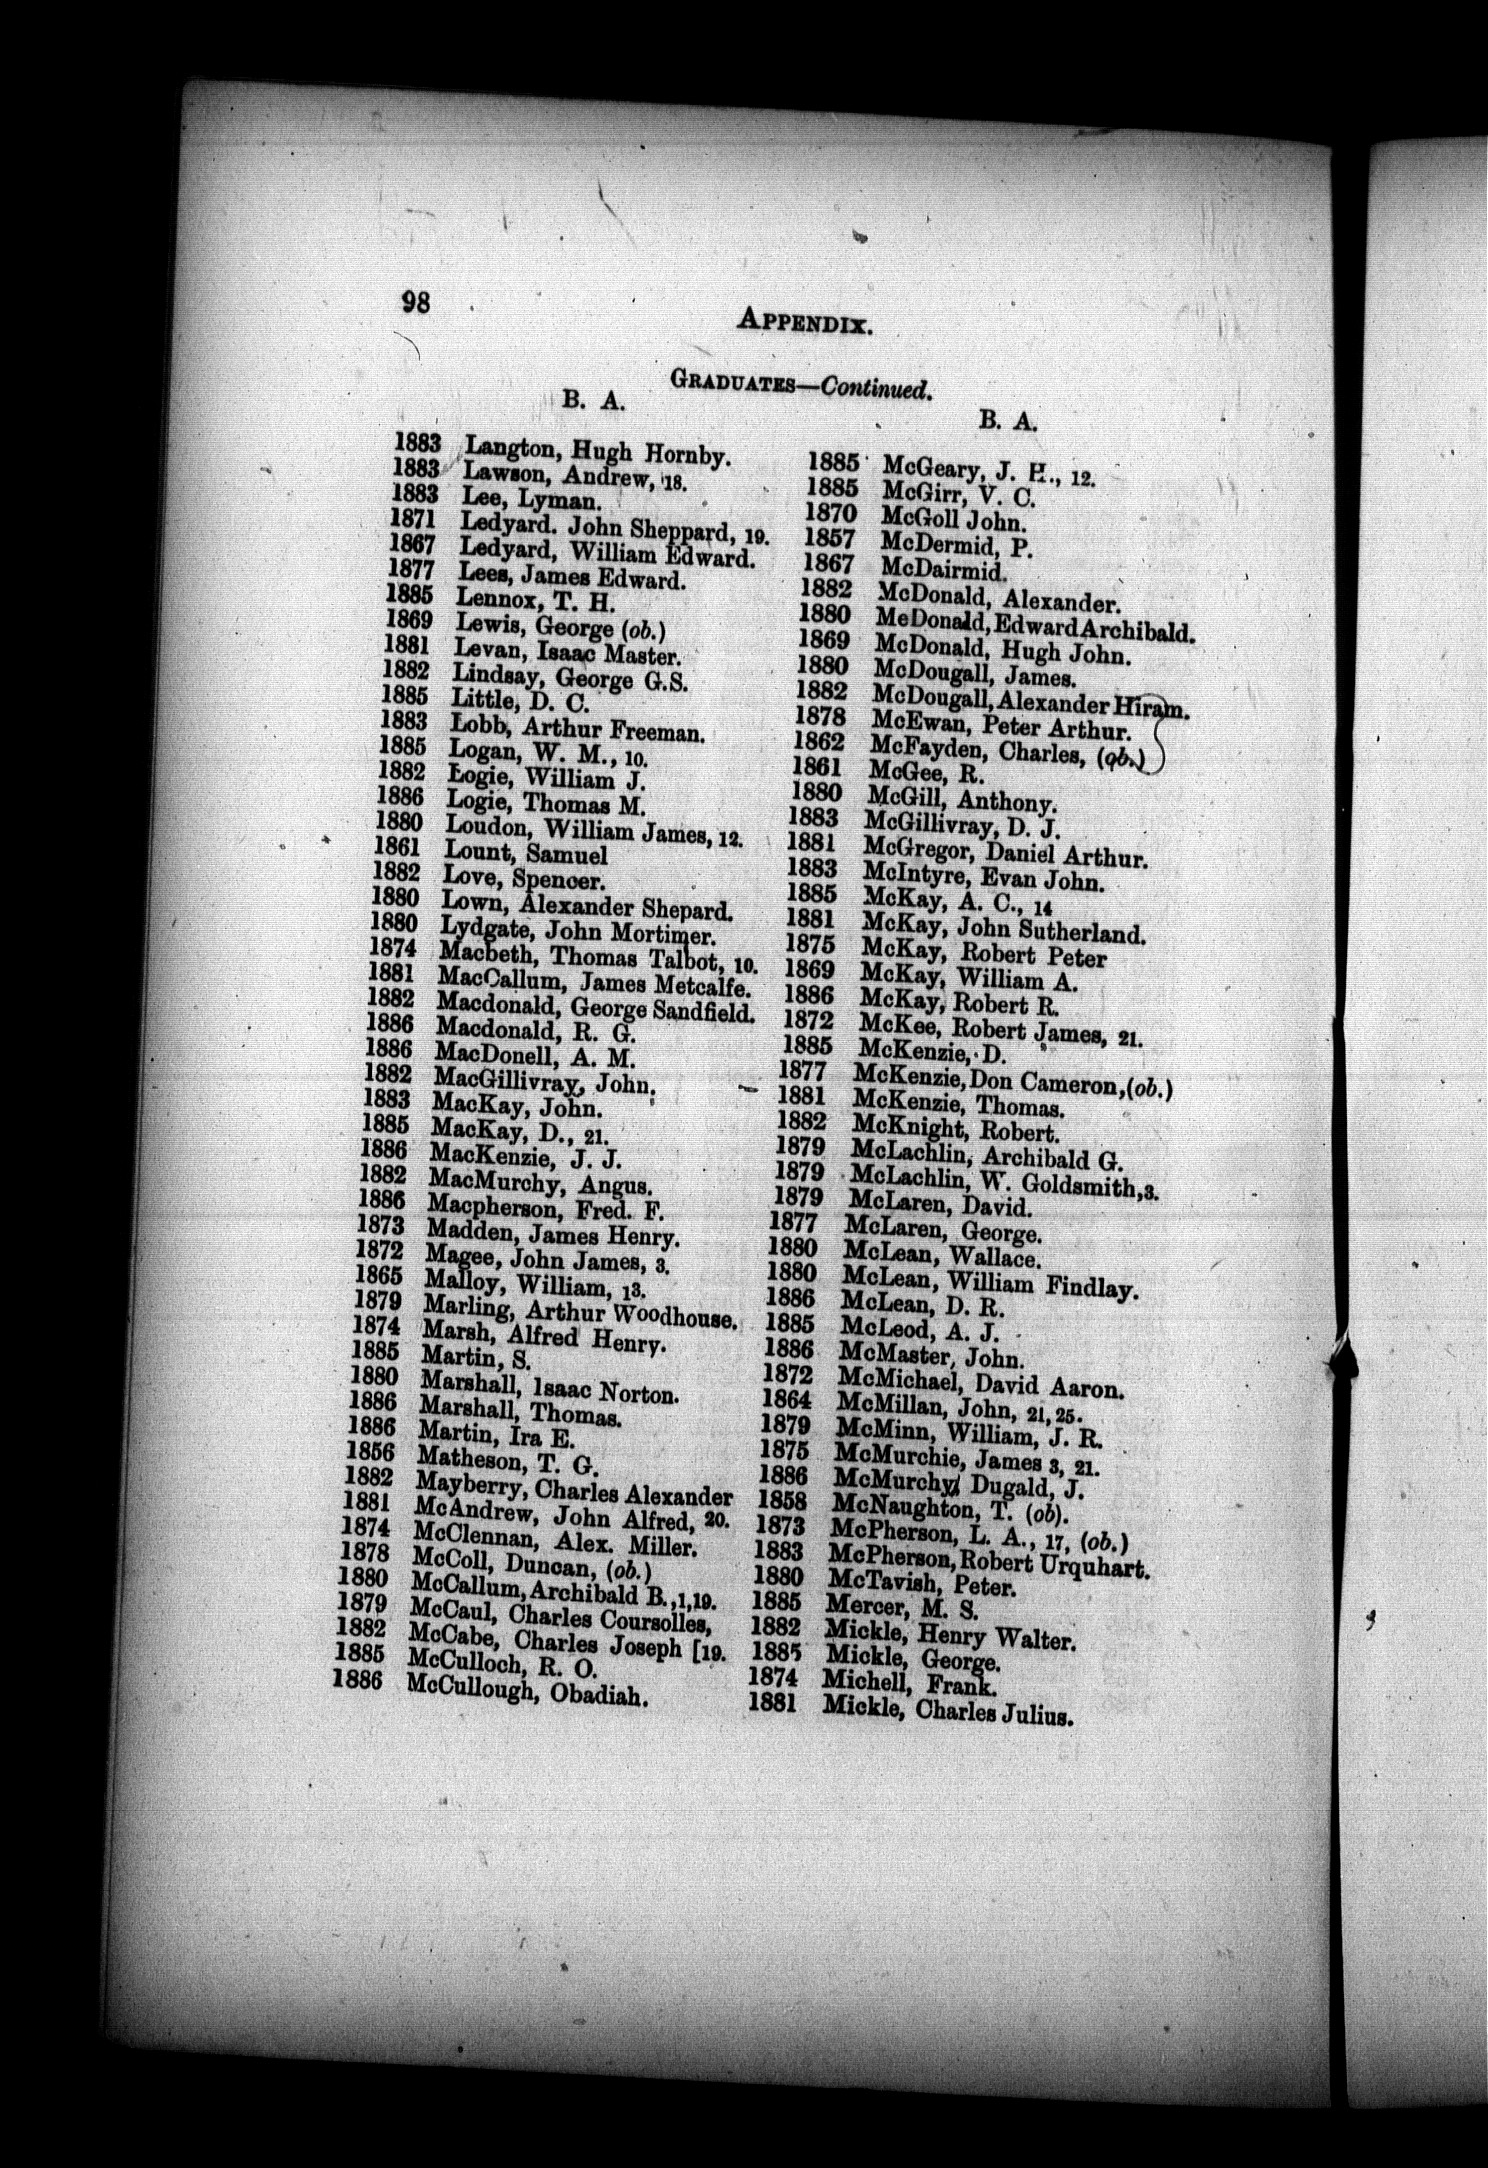 98
APPENDIX.
GRADUATES—Continued.
B. A.
1883 Langton, Hugh Hornby.
1883 Lawson, Andrew, 18.
1883 Lee, Lyman.
1871 Ledyard. John Sheppard, 19.
1867 Ledyard, William Edward.
1877 Lees, James Edward.
1885 Lennox, T. H.
1869 Lewis, George (ob.)
1881 Levan, Isaac Master.
1882 Lindsay, George G.S.
1885 Little, D. C.
1883 Lobb, Arthur Freeman.
1885 Logan, W. M., 10.
1882 Logie, William J.
1886 Logie, Thomas M.
1880 Loudon, William James, 12.
1861 Lount, Samuel
1882 Love, Spencer.
1880 Lown, Alexander Shepard.
1880 Lydgate, John Mortimer.
1874 Macbeth, Thomas Talbot, 10.
1881 MacCallum, James Metcalfe.
1882 Macdonald, George Sandfield.
1886 Macdonald, R. G.
1886 MacDonell, A. M.
1882 MacGillivray, John.
1883 MacKay, John.
1885 MacKay, D., 21.
1886 MacKenzie, J. J.
1882 MacMurchy, Angus.
1886 Macpherson, Fred. F.
1873 Madden, James Henry.
1872 Magee, John James, 3.
1865 Malloy, William, 13.
1879 Marling, Arthur Woodhouse.
1874 Marsh, Alfred Henry.
1885 Martin, S.
1880 Marshall, Isaac Norton.
1886 Marshall, Thomas.
1886 Martin, Ira E.
1856 Matheson, T. G.
1882 Mayberry, Charles Alexander
1881 McAndrew, John Alfred, 20.
1874 McClennan, Alex. Miller.
1878 McColl, Duncan, (ob.)
1880 McCallum, Archibald B.,1,19.
1879 McCaul, Charles Coursolles,
1882 McCabe, Charles Joseph [19.
1885 McCulloch, R. O.
1886 McCullough, Obadiah.
B. A.
1885 McGeary, J. H., 12.
1885 McGirr, V. C.
1870 McGoll John.
1857 McDermid, P.
1867 McDairmid.
1882 McDonald, Alexander.
1880 MeDonald, Edward Archibald.
1869 McDonald, Hugh John.
1880 McDougall, James.
1882 McDougall, Alexander Hiram.
1878 McEwan, Peter Arthur.
1862 McFayden, Charles, (ob.)
1861 McGee, R.
1880 McGill, Anthony.
1883 McGillivray, D. J.
1881 McGregor, Daniel Arthur.
1883 McIntyre, Evan John.
1885 McKay, A. C., 14
1881 McKay, John Sutherland.
1875 McKay, Robert Peter
1869 McKay, William A.
1886 McKay, Robert R.
1872 McKee, Robert James, 21.
1885 McKenzie, D.
1877 McKenzie, Don Cameron,(ob.)
1881 McKenzie, Thomas.
1882 McKnight, Robert.
1879 McLachlin, Archibald G.
1879 McLachlin, W. Goldsmith,3.
1879 McLaren, David.
1877 McLaren, George.
1880 McLean, Wallace.
1880 McLean, William Findlay.
1886 McLean, D. R.
1885 McLeod, A. J.
1886 McMaster, John.
1872 McMichael, David Aaron.
1864 McMillan, John, 21, 25.
1879 McMinn, William, J. R.
1875 McMurchie, James 3, 21.
1886 McMurchy, Dugald, J.
1858 McNaughton, T. (ob).
1873 McPherson, L. A., 17, (ob.)
1883 McPherson, Robert Urquhart.
1880 McTavish, Peter.
1885 Mercer, M. S.
1882 Mickle, Henry Walter.
1885 Mickle, George.
1874 Michell, Frank.
1881 Mickle, Charles Julius.